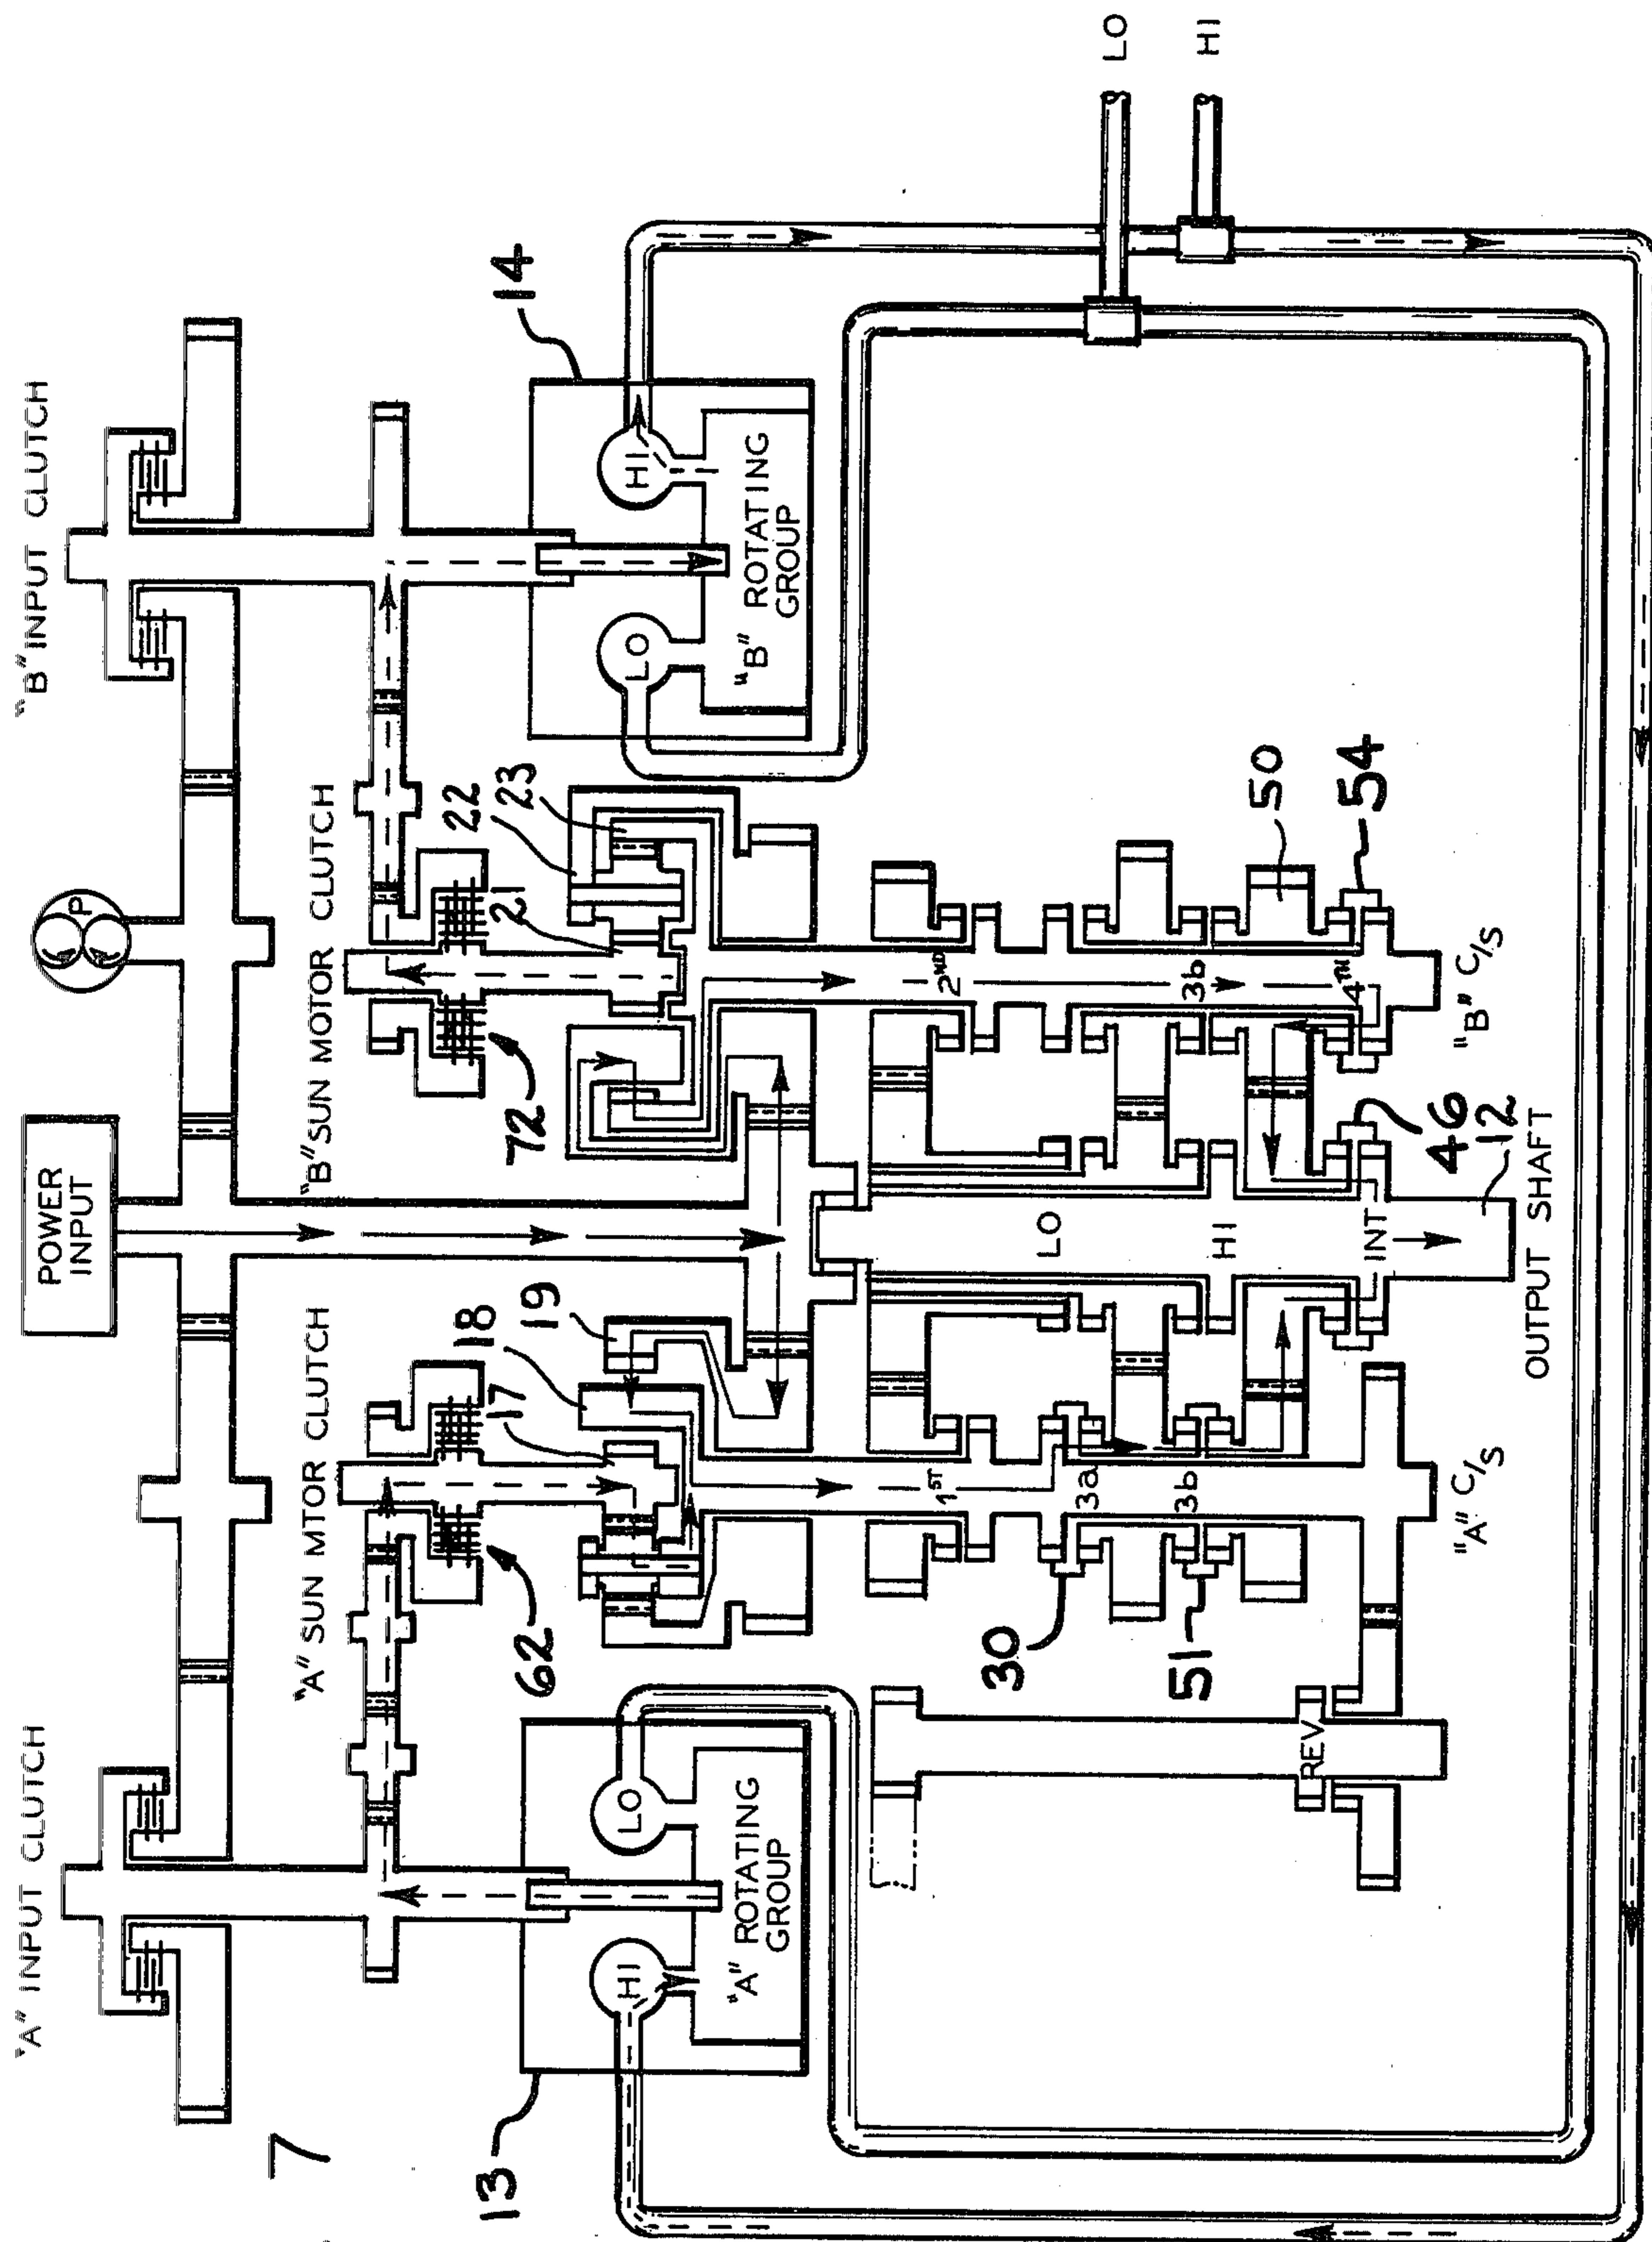 "A" INPUT CLUTCH
"B" INPUT CLUTCH
POWER
INPUT
P
"A" SUN MTOR CLUTCH
"B" SUN MOTOR CLUTCH
7
62
17
18
19
72
21
22
23
13
14
HI
LO
"A" ROTATING
GROUP
LO
HI
"B" ROTATING
GROUP
LO
HI
1ST
2ND
30
3a
LO
51
3b
HI
3b
50
REV
INT
4TH
54
46
12
"A" C/S
"B" C/S
OUTPUT SHAFT